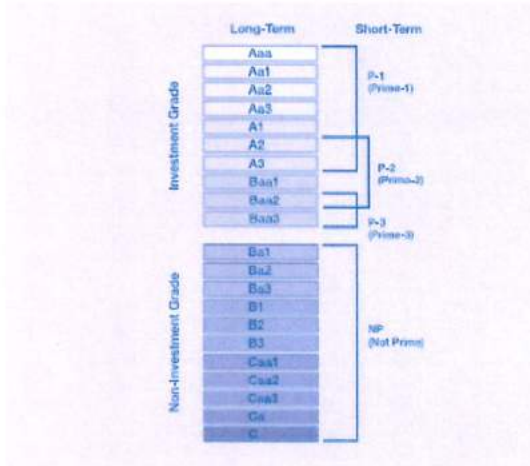 Long-Term Short-Term
Investment Grade
Aaa
Aa1
Aa2
Aa3
A1
A2
A3
Baa1
Baa2
Baa3
P-1
(Prime-1)
P-2
(Prime-2)
P-3
(Prime-3)
Non-Investment Grade
Ba1
Ba2
Ba3
B1
B2
B3
Caa1
Caa2
Caa3
Ca
C
NP
(Not Prime)